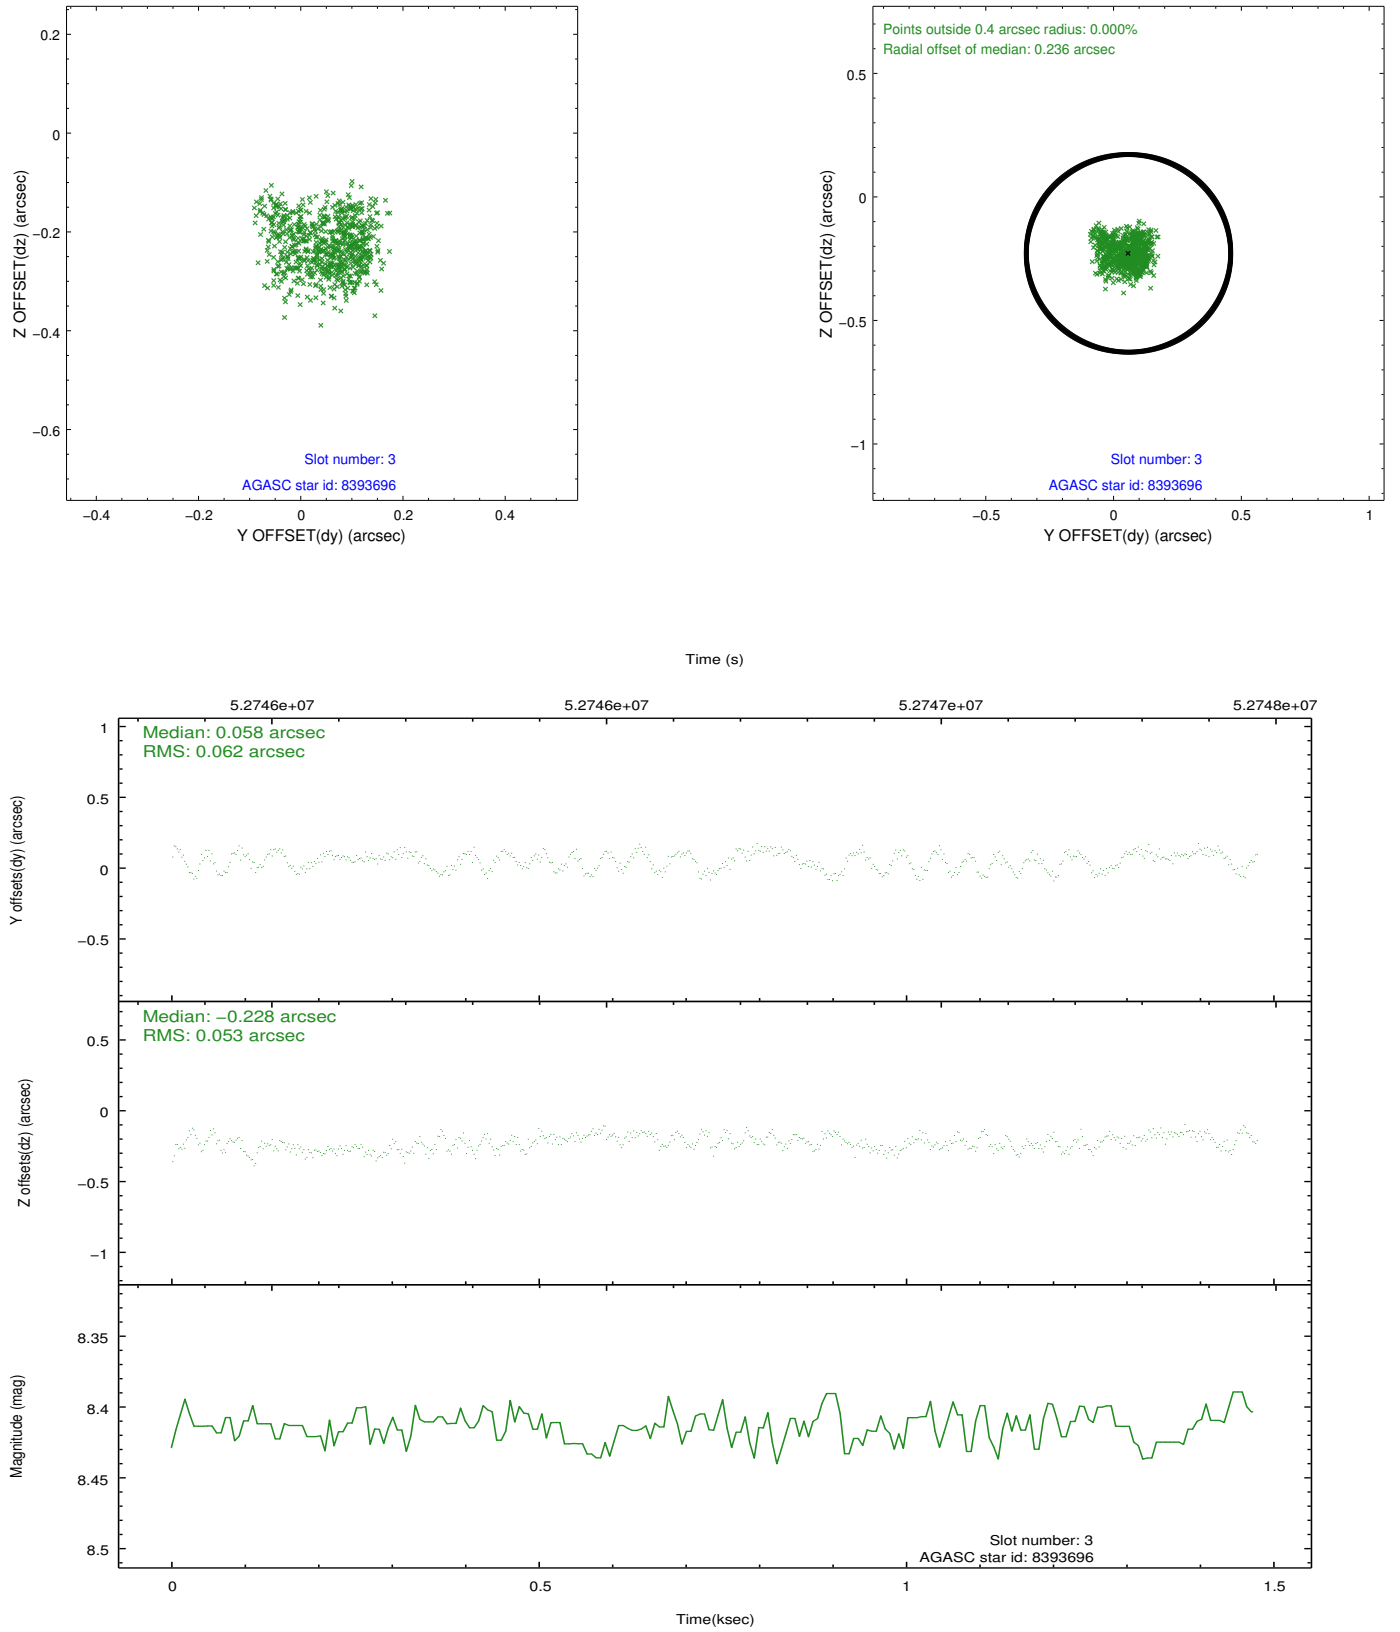 0.2
0
−0.2
−0.4
−0.6
Z OFFSET(dz) (arcsec)
Slot number: 3
AGASC star id: 8393696
−0.4 −0.2 0 0.2 0.4
Y OFFSET(dy) (arcsec)
Points outside 0.4 arcsec radius: 0.000%
Radial offset of median: 0.236 arcsec
0.5
0
−0.5
−1
Z OFFSET(dz) (arcsec)
Slot number: 3
AGASC star id: 8393696
−0.5 0 0.5 1
Y OFFSET(dy) (arcsec)
Time (s)
5.2746e+07 5.2746e+07 5.2747e+07 5.2748e+07
Median: 0.058 arcsec
RMS: 0.062 arcsec
1
0.5
0
−0.5
Y offsets(dy) (arcsec)
Median: −0.228 arcsec
RMS: 0.053 arcsec
0.5
0
−0.5
−1
Z offsets(dz) (arcsec)
8.35
8.4
8.45
8.5
Magnitude (mag)
Slot number: 3
AGASC star id: 8393696
0 0.5 1 1.5
Time(ksec)